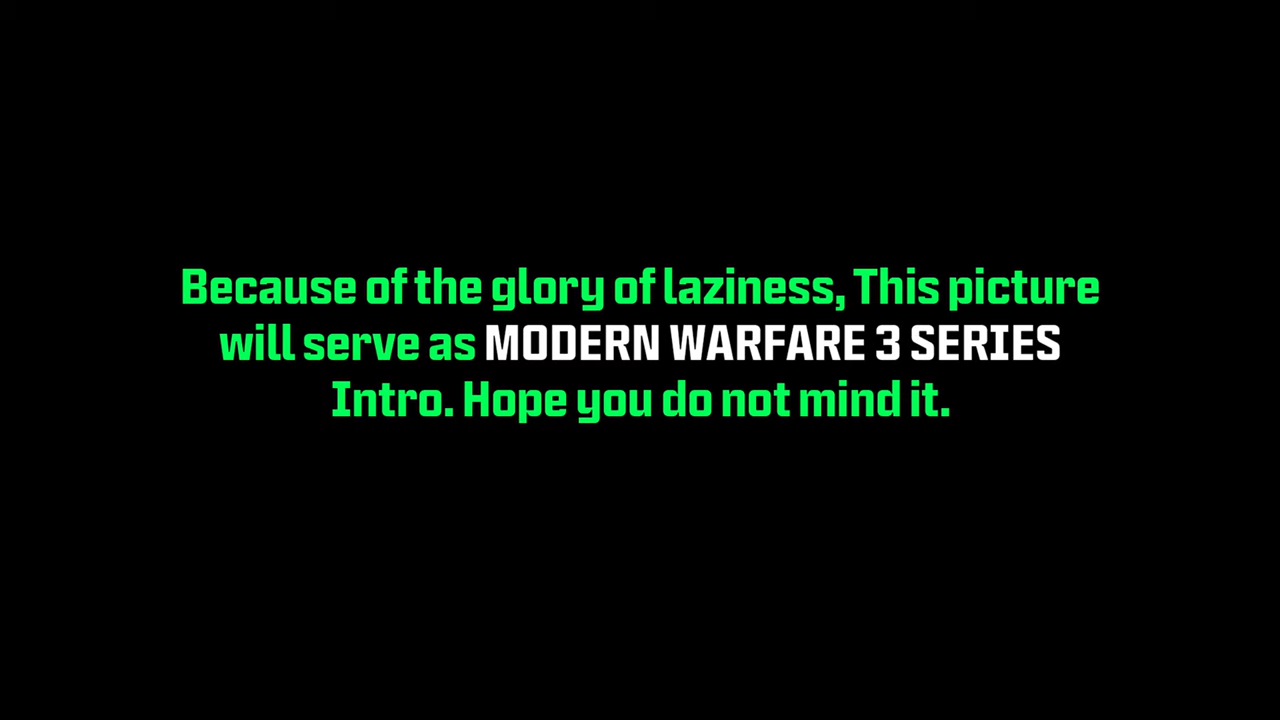 Because of the glory of laziness, This picture
will serve as MODERN WARFARE 3 SERIES
Intro. Hope you do not mind it.